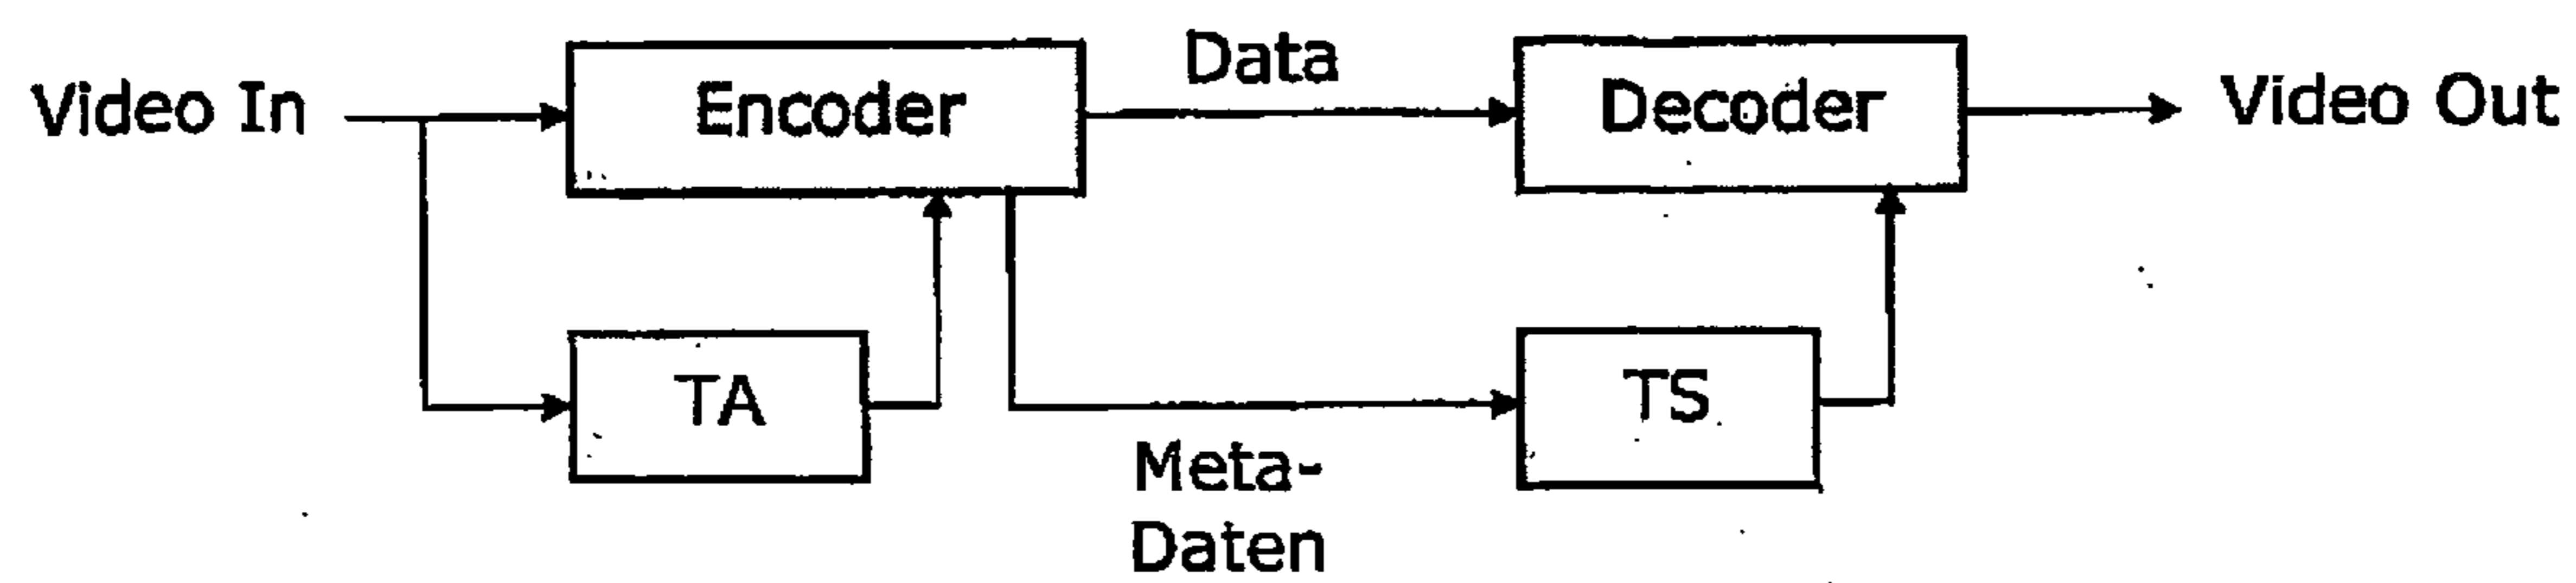 Video In
Encoder
Data
Decoder
Video Out
TA
Meta-
Daten
TS